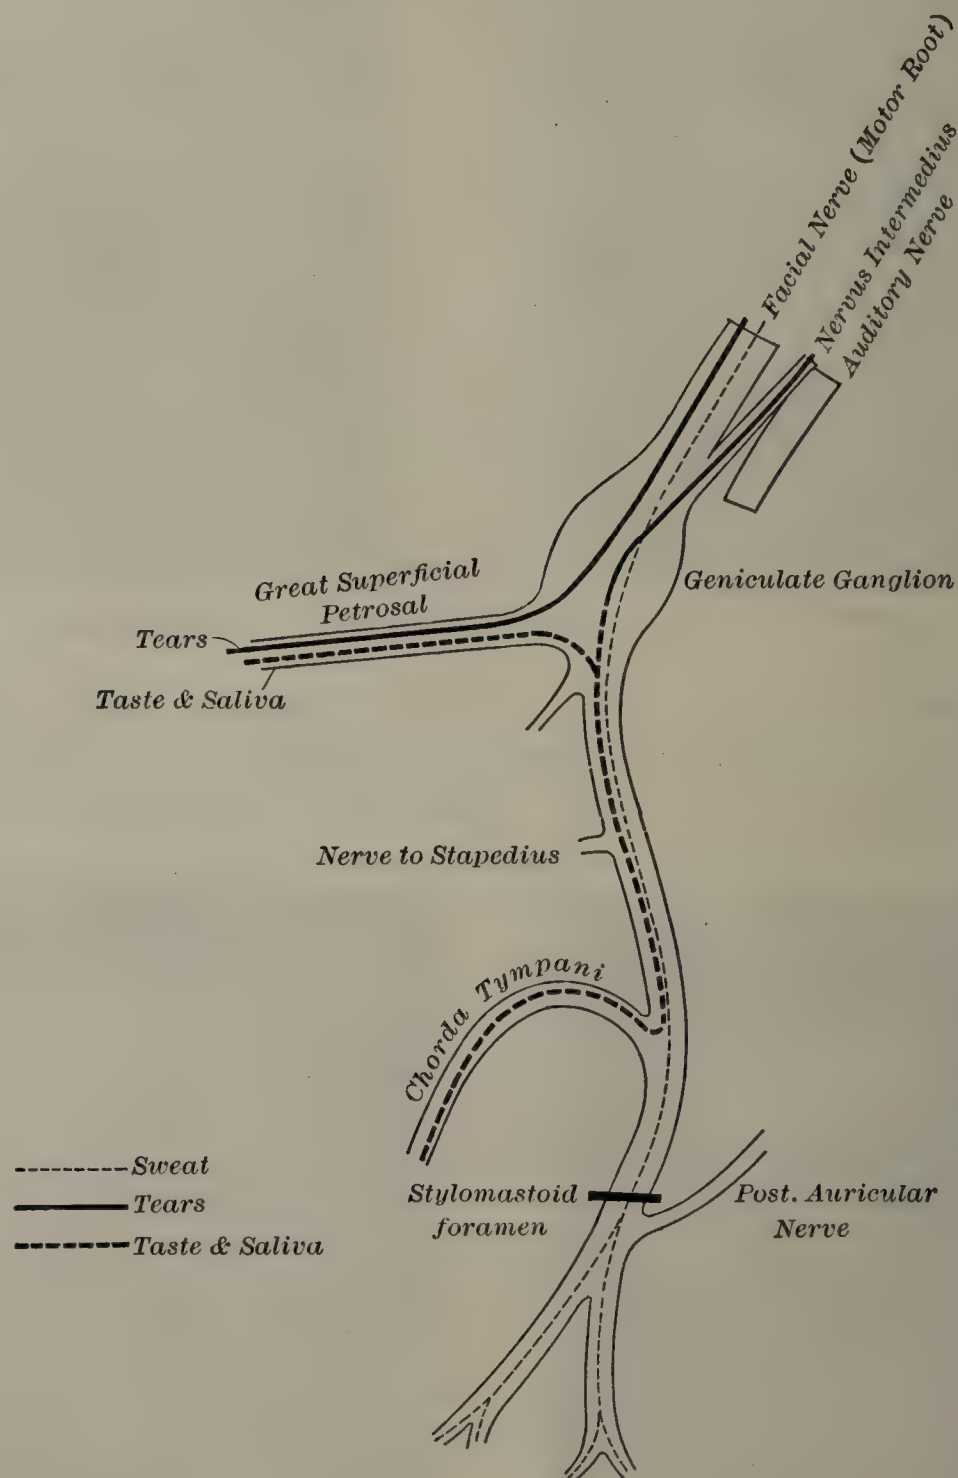 Facial Nerve (Motor Root)
Nervus Intermedius
Auditory Nerve
Great Superficial
Petrosal
Geniculate Ganglion
Tears
Taste & Saliva
Nerve to Stapedius
Chorda Tympani
Sweat
Tears
Taste & Saliva
Stylomastoid
foramen
Post. Auricular
Nerve